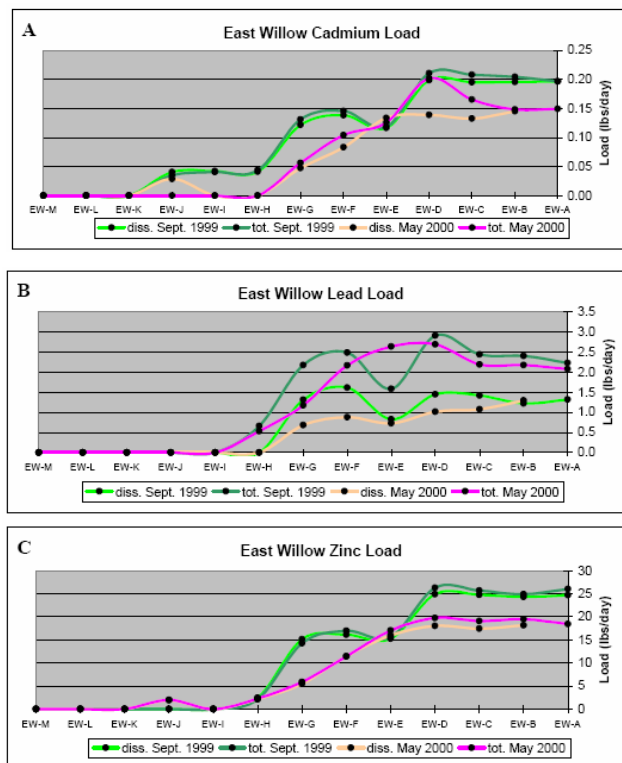 A
East Willow Cadmium Load
0.25
0.20
0.15
0.10
0.05
0.00
Load (lbs/day)
EW-M EW-L EW-K EW-J EW-I EW-H EW-G EW-F EW-E EW-D EW-C EW-B EW-A
diss. Sept. 1999 tot. Sept. 1999 diss. May 2000 tot. May 2000
B
East Willow Lead Load
3.5
3.0
2.5
2.0
1.5
1.0
0.5
0.0
Load (lbs/day)
EW-M EW-L EW-K EW-J EW-I EW-H EW-G EW-F EW-E EW-D EW-C EW-B EW-A
diss. Sept. 1999 tot. Sept. 1999 diss. May 2000 tot. May 2000
C
East Willow Zinc Load
30
25
20
15
10
5
0
Load (lbs/day)
EW-M EW-L EW-K EW-J EW-I EW-H EW-G EW-F EW-E EW-D EW-C EW-B EW-A
diss. Sept. 1999 tot. Sept. 1999 diss. May 2000 tot. May 2000